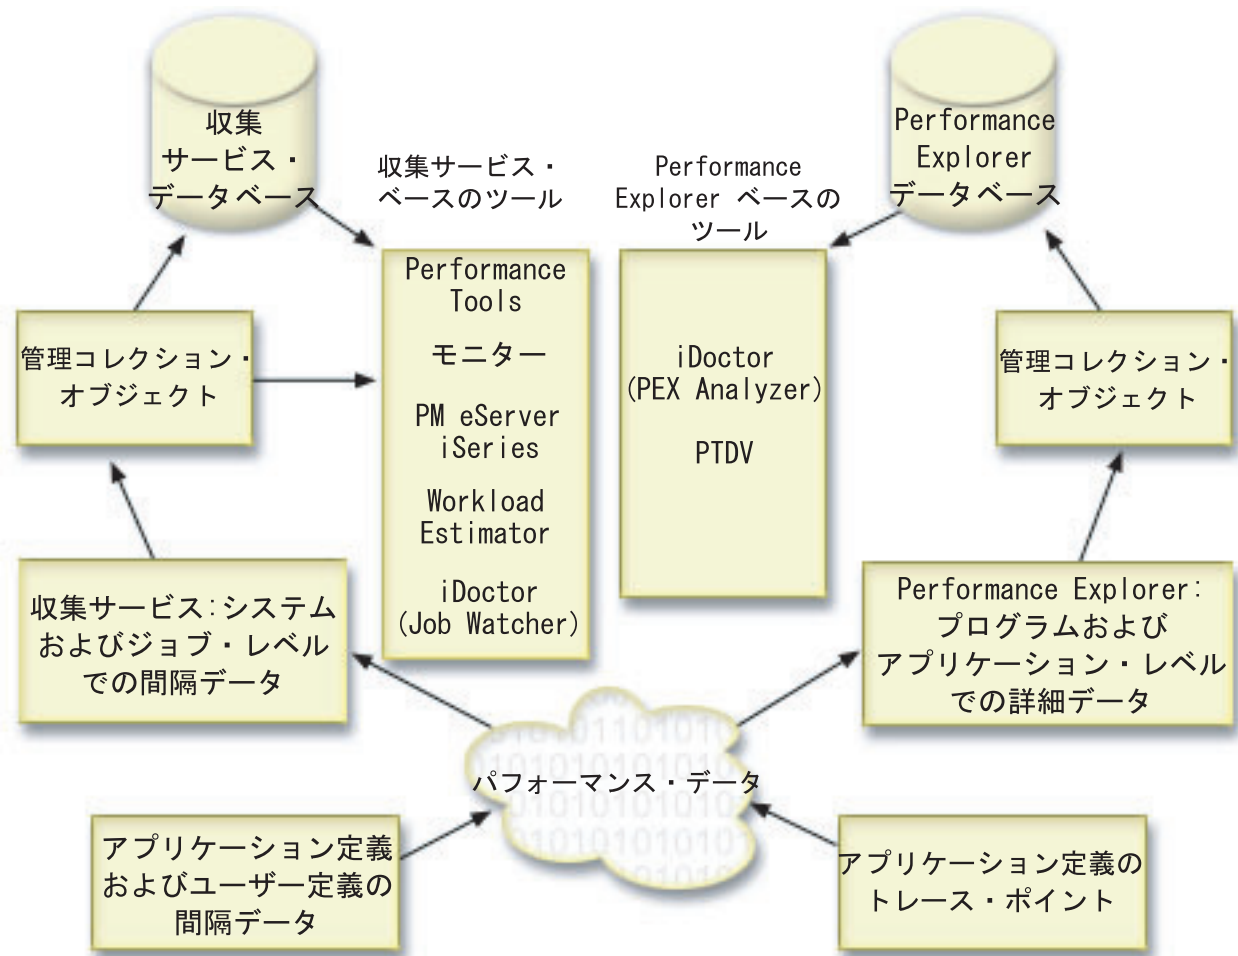 収集
サービス・
データベース
Performance
Explorer
データベース
収集サービス・
ベースのツール
Performance
Explorer ベースの
ツール
Performance
Tools
モニター
PM eServer
iSeries
Workload
Estimator
iDoctor
(Job Watcher)
iDoctor
(PEX Analyzer)
PTDV
管理コレクション・
オブジェクト
管理コレクション・
オブジェクト
収集サービス:システム
およびジョブ・レベル
での間隔データ
Performance Explorer:
プログラムおよび
アプリケーション・レベル
での詳細データ
パフォーマンス・データ
アプリケーション定義
およびユーザー定義の
間隔データ
アプリケーション定義の
トレース・ポイント